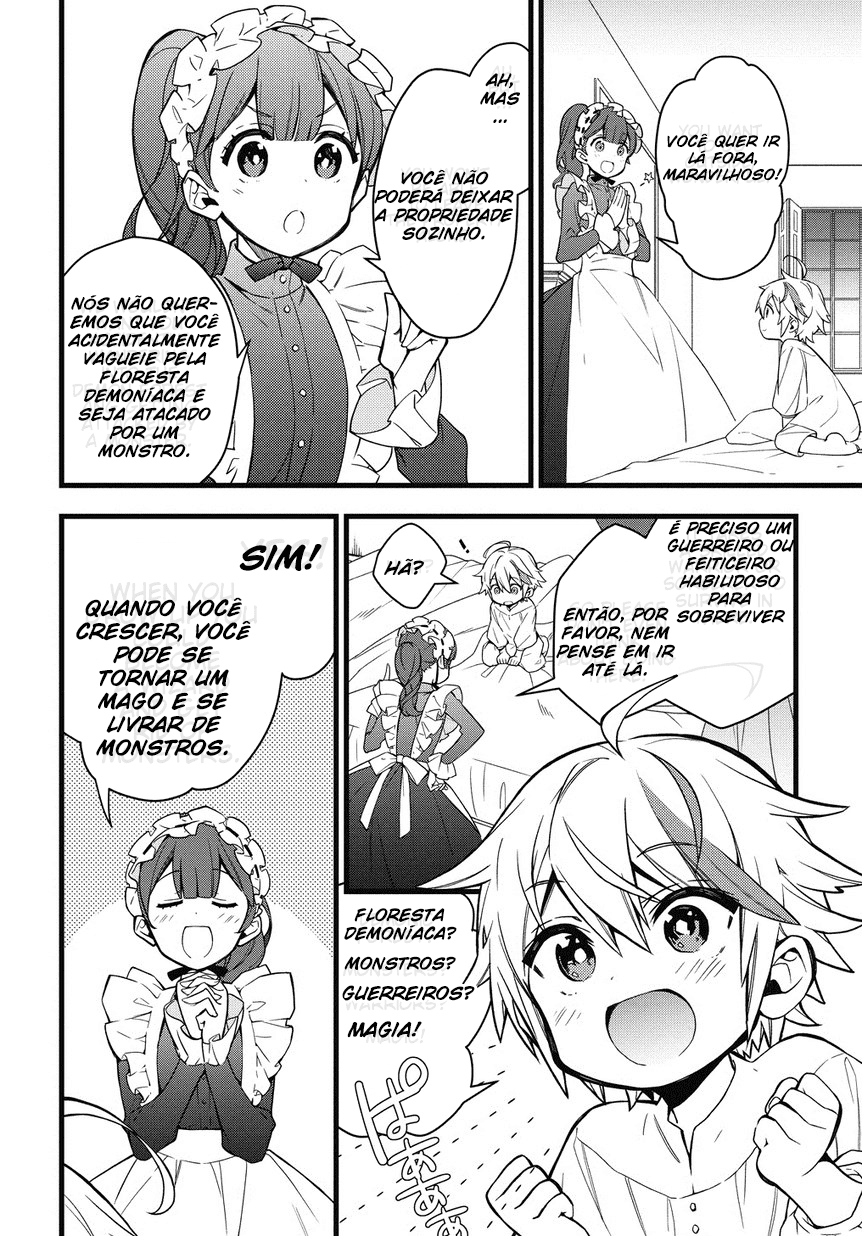 VOCÊ QUER IR
LÁ FORA,
MARAVILHOSO!
AH,
MAS
...
VOCÊ NÃO
PODERÁ DEIXAR
A PROPRIEDADE
SOZINHO.
NÓS NÃO QUER-
EMOS QUE VOCÊ
ACIDENTALMENTE
VAGUEIE PELA
FLORESTA
DEMONÍACA E
SEJA ATACADO
POR UM
MONSTRO.
É PRECISO UM
GUERREIRO OU
FEITICEIRO
HABILIDOSO
PARA
SOBREVIVER
ENTÃO, POR
FAVOR, NEM
PENSE EM IR
ATÉ LÁ.
!
HÃ?
FLORESTA
DEMONÍACA?
MONSTROS?
GUERREIROS?
MAGIA!
SIM!
QUANDO VOCÊ
CRESCER, VOCÊ
PODE SE
TORNAR UM
MAGO E SE
LIVRAR DE
MONSTROS.